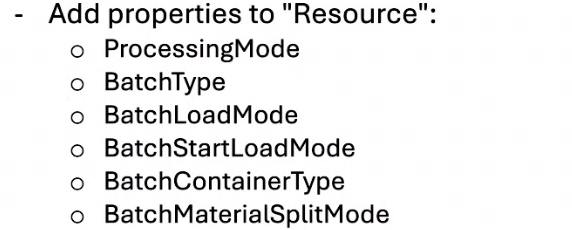 - Add properties to "Resource":
o ProcessingMode
o BatchType
o BatchLoadMode
o BatchStartLoadMode
o BatchContainerType
o BatchMaterialSplitMode